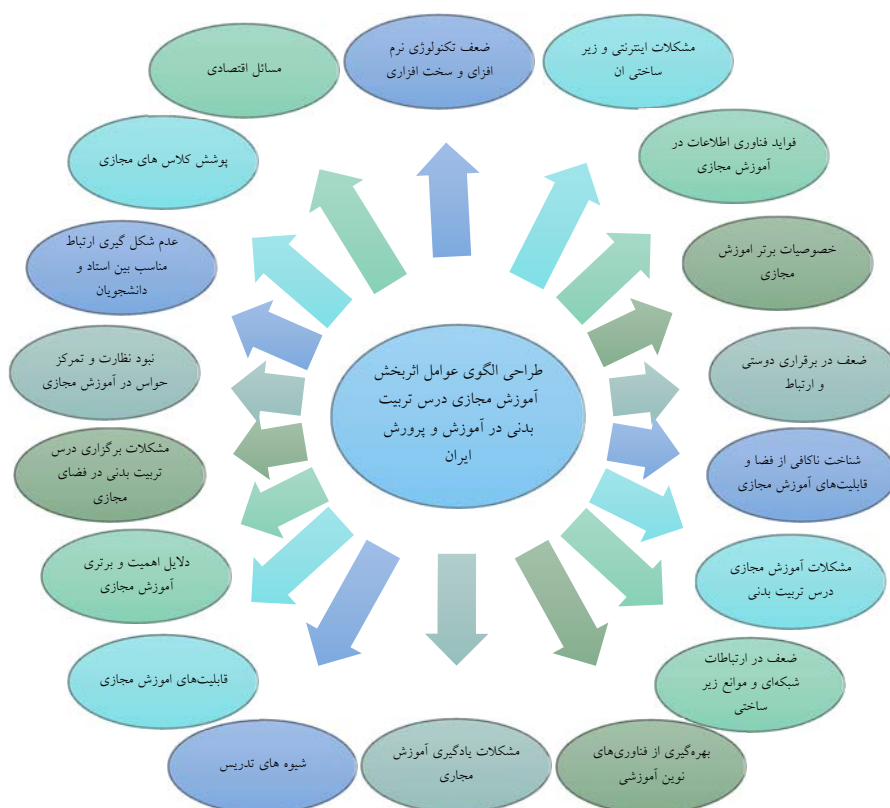 ضعف تکنولوژی نرم
افزای و سخت افزاری
مشکلات اینترنتی و زیر
ساختی ان
فواید فناوری اطلاعات در
آموزش مجازی
خصوصیات برتر اموزش
مجازی
ضعف در برقراری دوستی
و ارتباط
شناخت ناکافی از فضا و
قابلیت‌های آموزش مجازی
مشکلات آموزش مجازی
درس تربیت بدنی
ضعف در ارتباطات
شبکه‌ای و موانع زیر
ساختی
بهره‌گیری از فناوری‌های
نوین آموزشی
مشکلات یادگیری آموزش
مجاری
شیوه های تدریس
قابلیت‌های اموزش مجازی
دلایل اهمیت و برتری
آموزش مجازی
مشکلات برگزاری درس
تربیت بدنی در فضای
مجازی
نبود نظارت و تمرکز
حواس در آموزش مجازی
عدم شکل گیری ارتباط
مناسب بین استاد و
دانشجویان
پوشش کلاس های مجازی
مسائل اقتصادی
طراحی الگوی عوامل اثربخش
آموزش مجازی درس تربیت
بدنی در آموزش و پرورش
ایران